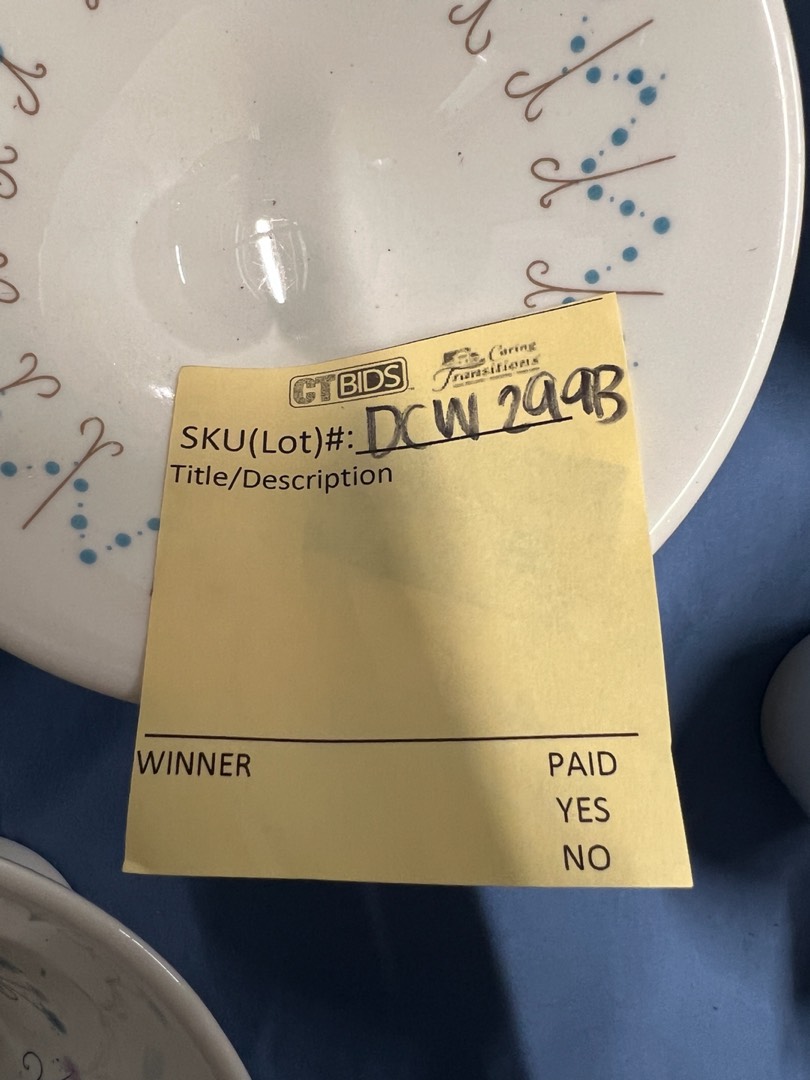 CTBIDS Caring Transitions
SKU(Lot)#: DCW 299B
Title/Description
WINNER PAID
YES
NO